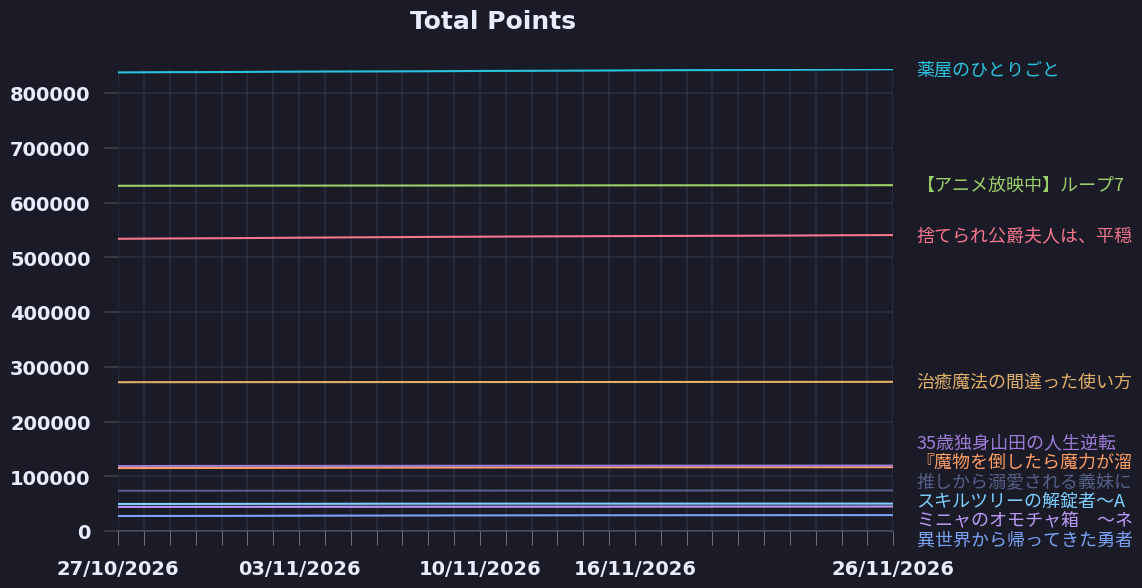 Total Points
薬屋のひとりごと
800000
700000
【アニメ放映中】ループ7
600000
捨てられ公爵夫人は、平穏
500000
400000
300000
治癒魔法の間違った使い方
200000
35歳独身山田の人生逆転
『魔物を倒したら魔力が溜
100000
推しから溺愛される義妹に
スキルツリーの解錠者～A
ミニャのオモチャ箱　～ネ
0
異世界から帰ってきた勇者
27/10/2026 03/11/2026 10/11/2026 16/11/2026 26/11/2026